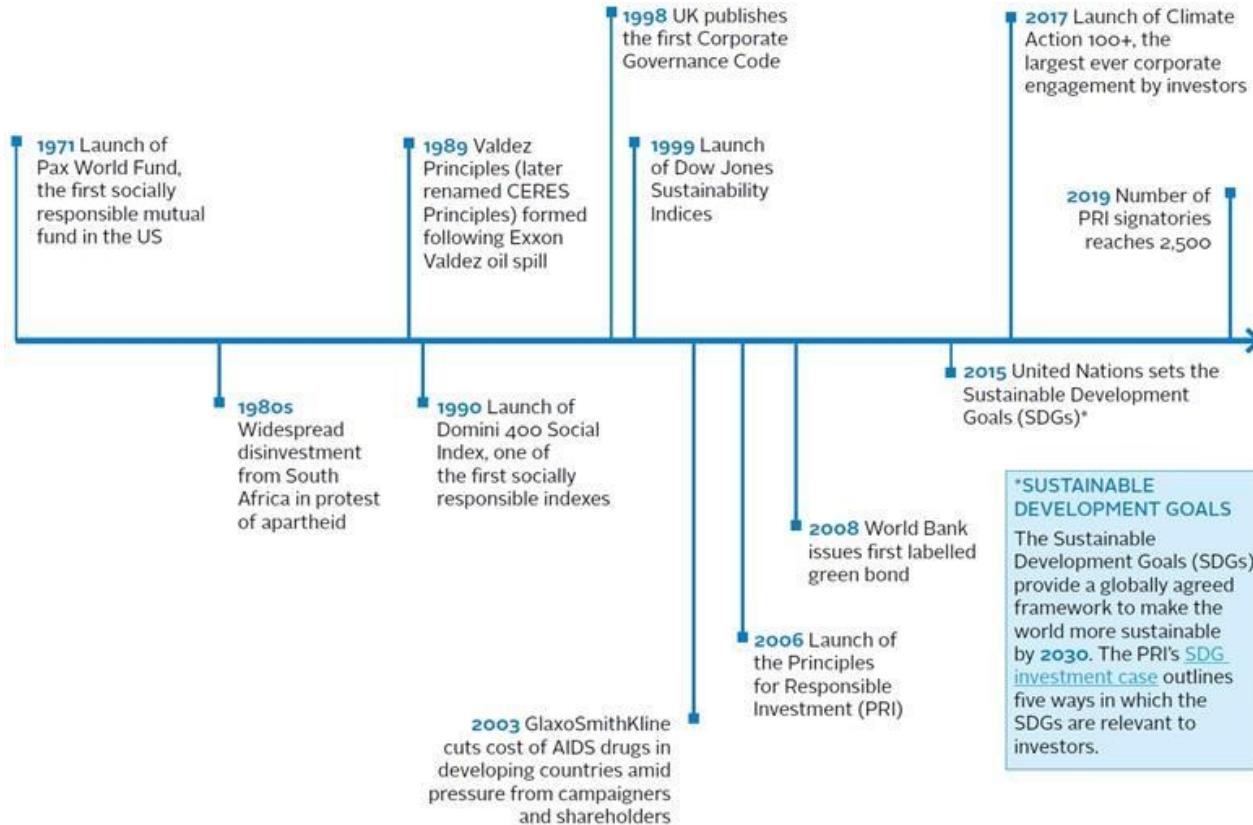 1971 Launch of
Pax World Fund,
the first socially
responsible mutual
fund in the US
1980s
Widespread
disinvestment
from South
Africa in protest
of apartheid
1989 Valdez
Principles (later
renamed CERES
Principles) formed
following Exxon
Valdez oil spill
1990 Launch of
Domini 400 Social
Index, one of
the first socially
responsible indexes
1998 UK publishes
the first Corporate
Governance Code
1999 Launch
of Dow Jones
Sustainability
Indices
2003 GlaxoSmithKline
cuts cost of AIDS drugs in
developing countries amid
pressure from campaigners
and shareholders
2006 Launch of
the Principles
for Responsible
Investment (PRI)
2008 World Bank
issues first labelled
green bond
2015 United Nations sets the
Sustainable Development
Goals (SDGs)*
2017 Launch of Climate
Action 100+, the
largest ever corporate
engagement by investors
2019 Number of
PRI signatories
reaches 2,500
*SUSTAINABLE
DEVELOPMENT GOALS
The Sustainable
Development Goals (SDGs)
provide a globally agreed
framework to make the
world more sustainable
by 2030. The PRI's SDG
investment case outlines
five ways in which the
SDGs are relevant to
investors.